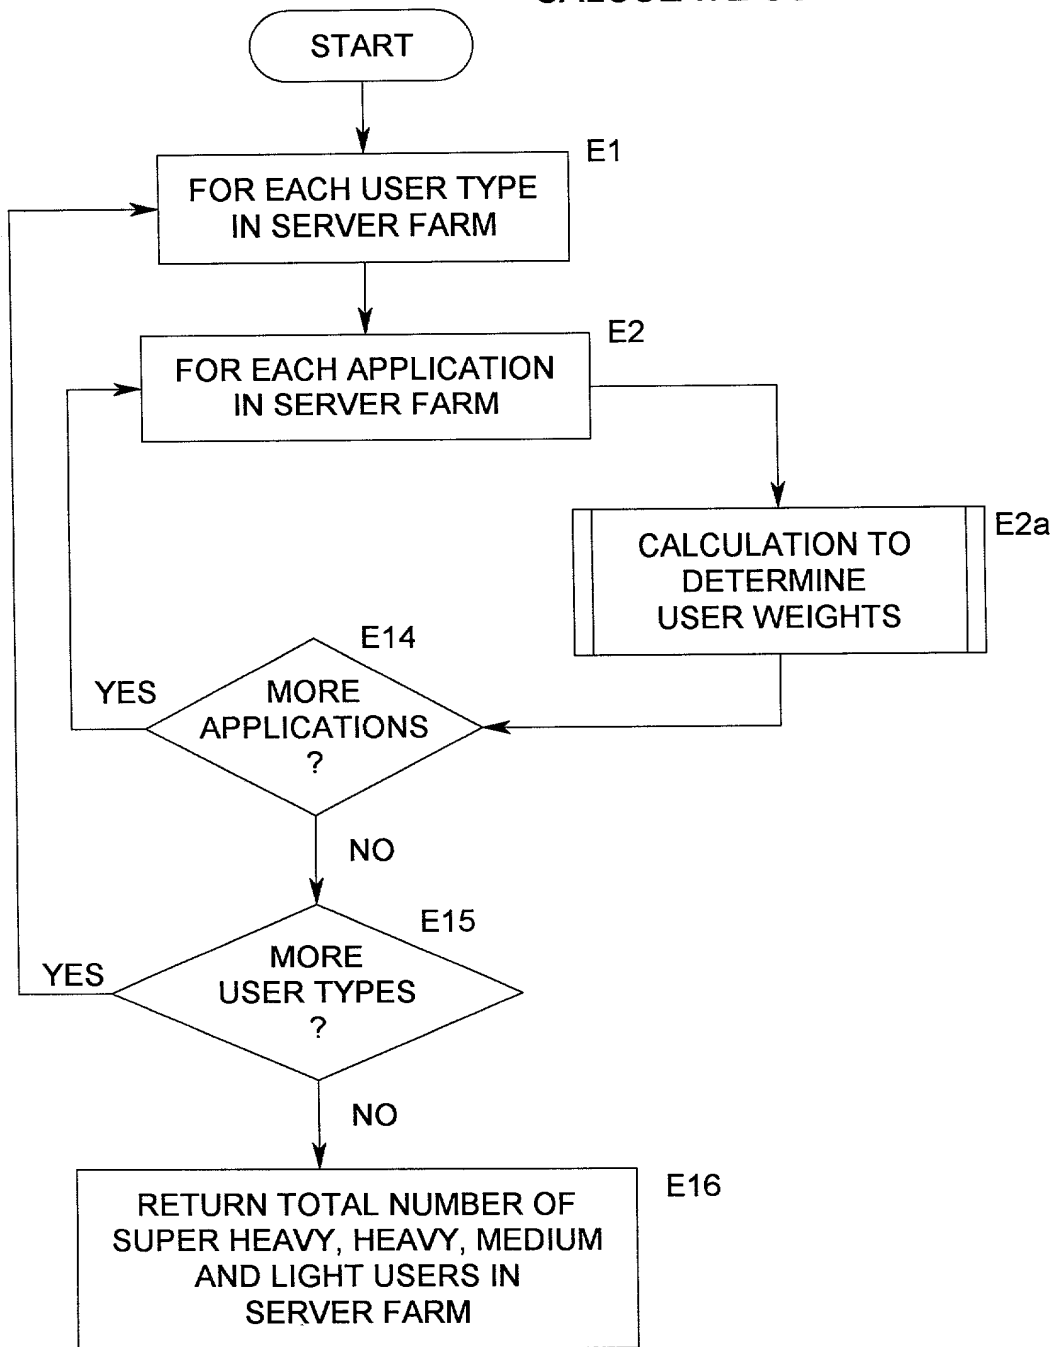 START
E1
FOR EACH USER TYPE
IN SERVER FARM
E2
FOR EACH APPLICATION
IN SERVER FARM
E2a
CALCULATION TO
DETERMINE
USER WEIGHTS
E14
YES
MORE
APPLICATIONS
?
NO
E15
YES
MORE
USER TYPES
?
NO
E16
RETURN TOTAL NUMBER OF
SUPER HEAVY, HEAVY, MEDIUM
AND LIGHT USERS IN
SERVER FARM